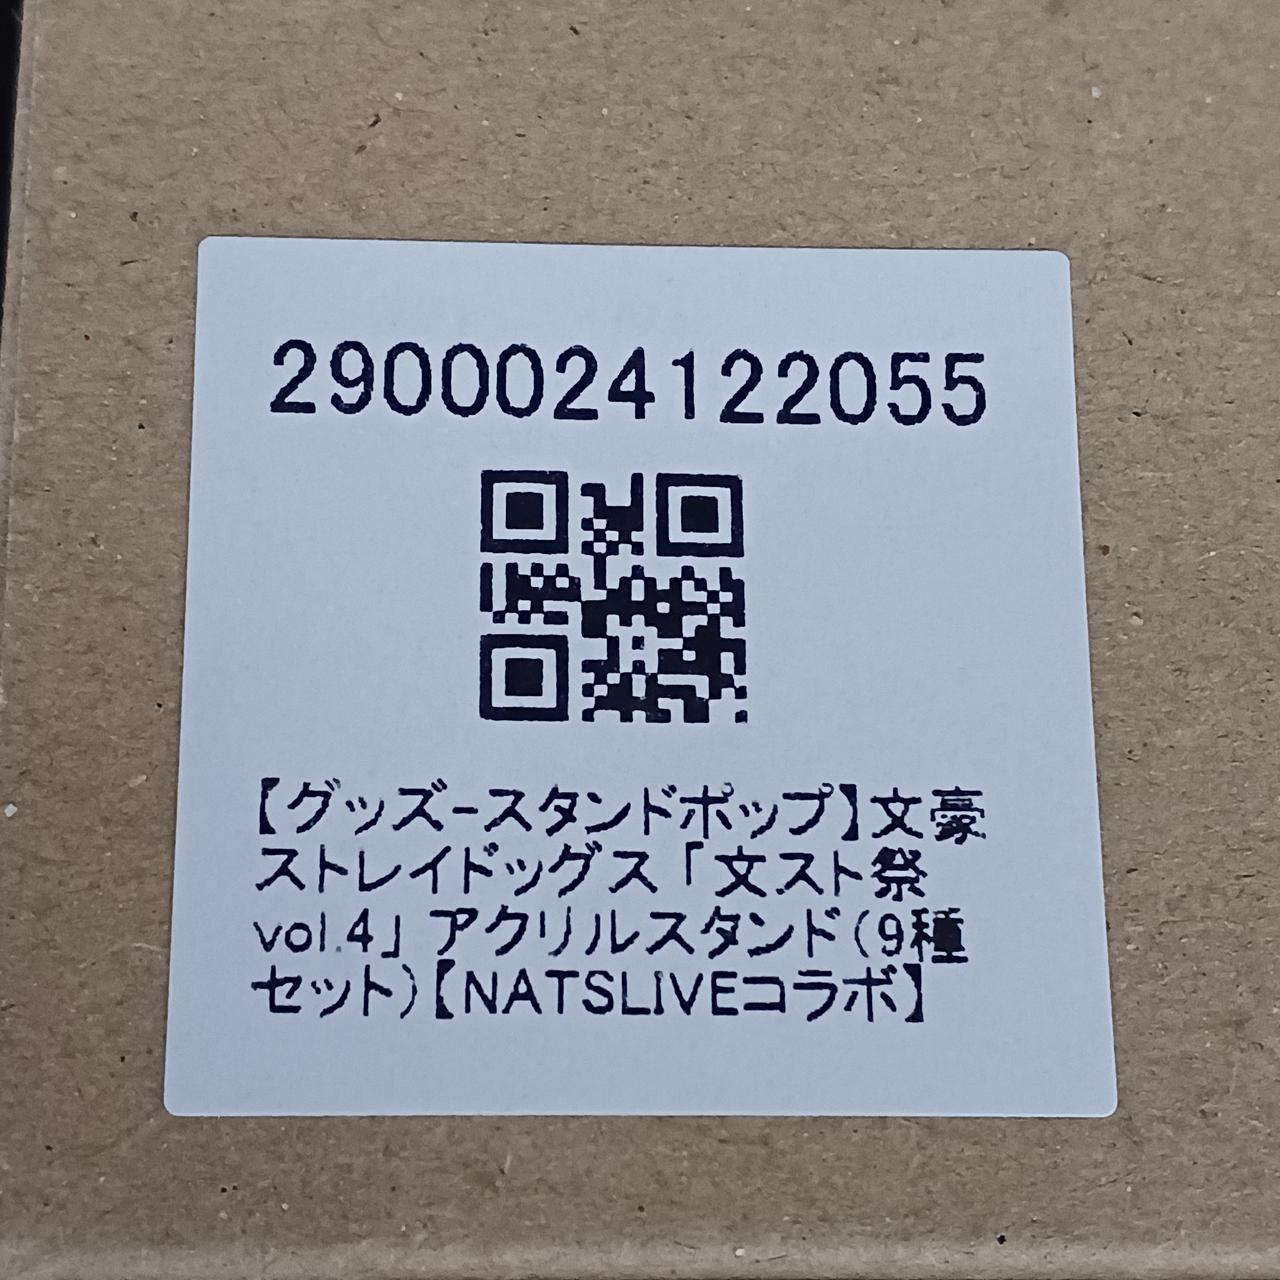 2900024122055
【グッズ-スタンドポップ】文豪
ストレイドッグス「文スト祭
vol.4」アクリルスタンド(9種
セット)【NATSLIVEコラボ】